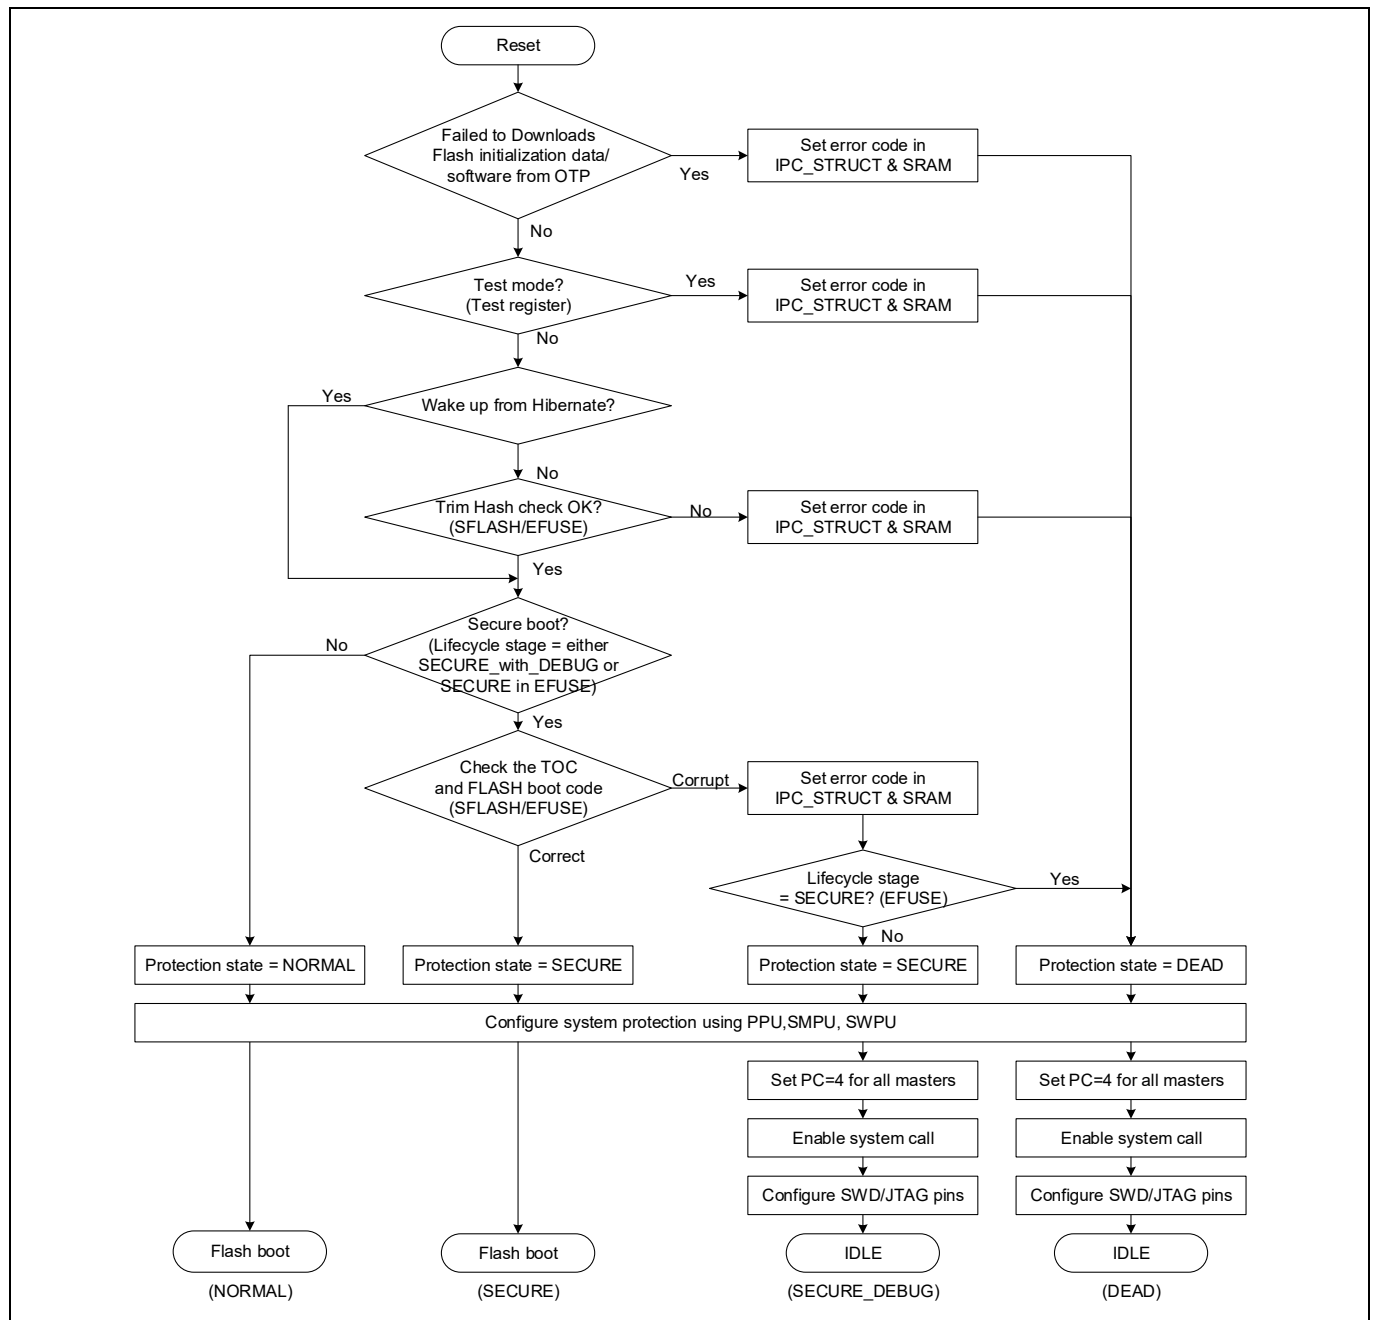 Reset
Failed to Downloads
Flash initialization data/
software from OTP
Yes
Set error code in
IPC_STRUCT & SRAM
No
Test mode?
(Test register)
Yes
Set error code in
IPC_STRUCT & SRAM
No
Yes
Wake up from Hibernate?
No
Trim Hash check OK?
(SFLASH/EFUSE)
No
Set error code in
IPC_STRUCT & SRAM
Yes
Secure boot?
(Lifecycle stage = either
SECURE_with_DEBUG or
SECURE in EFUSE)
No
Yes
Check the TOC
and FLASH boot code
(SFLASH/EFUSE)
Corrupt
Set error code in
IPC_STRUCT & SRAM
Correct
Lifecycle stage
= SECURE? (EFUSE)
Yes
No
Protection state = NORMAL
Protection state = SECURE
Protection state = SECURE
Protection state = DEAD
Configure system protection using PPU,SMPU, SWPU
Set PC=4 for all masters
Set PC=4 for all masters
Enable system call
Enable system call
Configure SWD/JTAG pins
Configure SWD/JTAG pins
Flash boot
Flash boot
IDLE
IDLE
(NORMAL)
(SECURE)
(SECURE_DEBUG)
(DEAD)